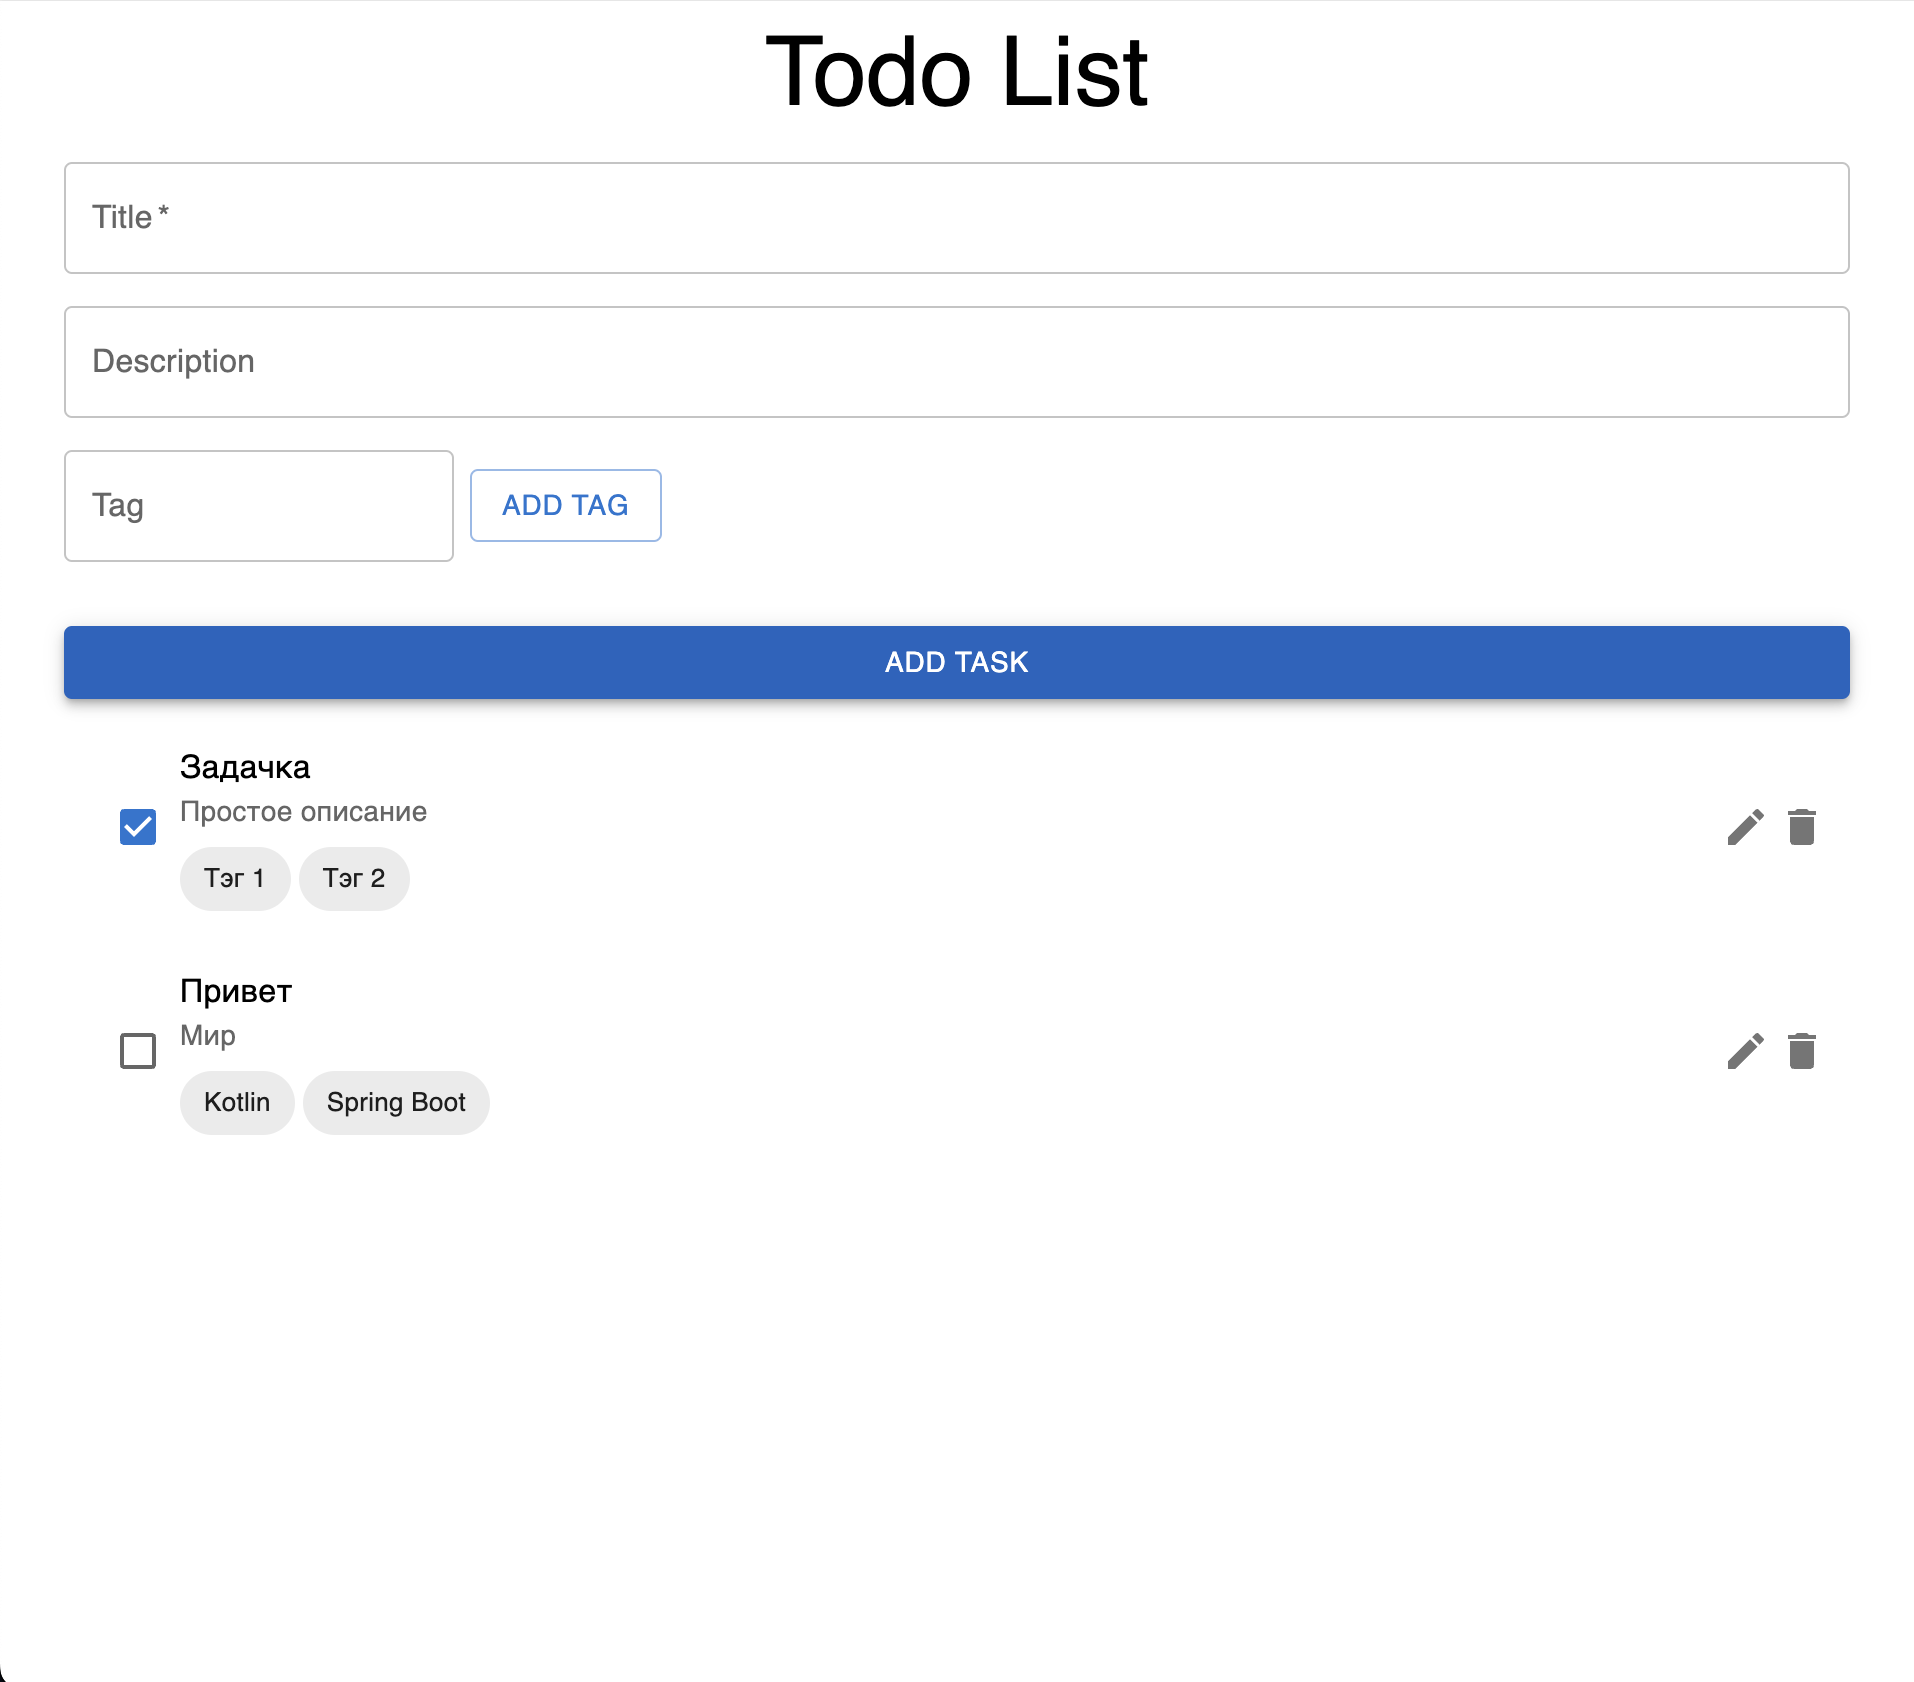 Todo List
Title *
Description
Tag
ADD TAG
ADD TASK
Задачка
Простое описание
Тэг 1 Тэг 2
Привет
Мир
Kotlin Spring Boot